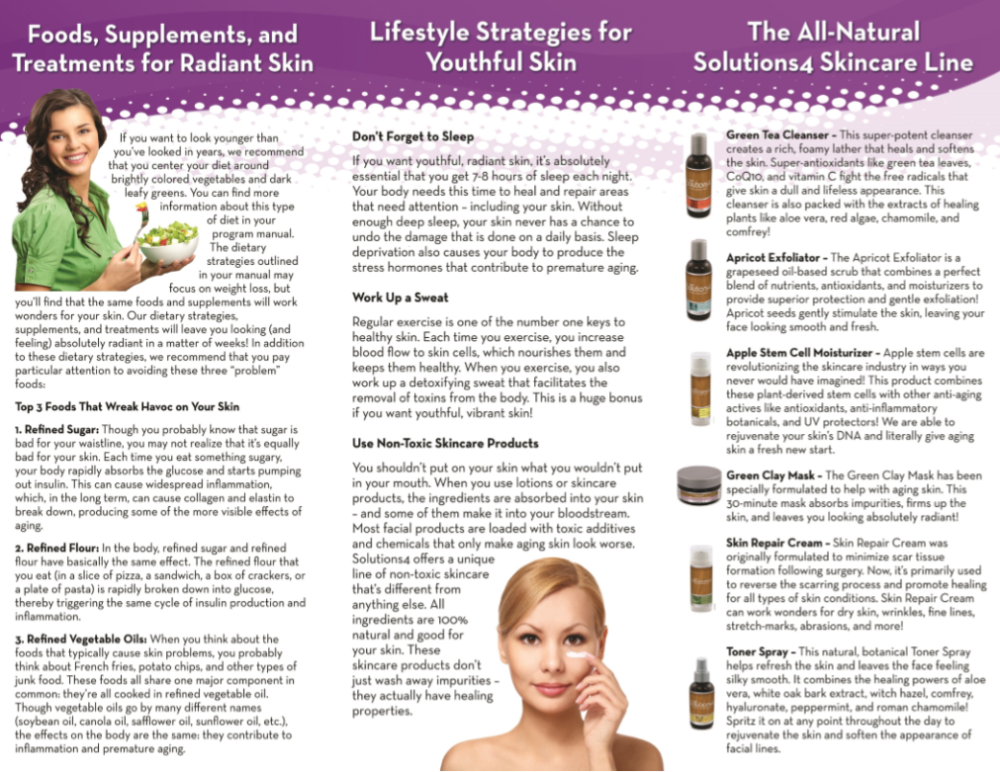 Foods, Supplements, and
Treatments for Radiant Skin
If you want to look younger than
you've looked in years, we recommend
that you center your diet around
brightly colored vegetables and dark
leafy greens. You can find more
information about this type
of diet in your
program manual.
The dietary
strategies outlined
in your manual may
focus on weight loss, but
you'll find that the same foods and supplements will work
wonders for your skin. Our dietary strategies,
supplements, and treatments will leave you looking (and
feeling) absolutely radiant in a matter of weeks! In addition
to these dietary strategies, we recommend that you pay
particular attention to avoiding these three "problem"
foods:
Top 3 Foods That Wreak Havoc on Your Skin
1. Refined Sugar: Though you probably know that sugar is
bad for your waistline, you may not realize that it's equally
bad for your skin. Each time you eat something sugary,
your body rapidly absorbs the glucose and starts pumping
out insulin. This can cause widespread inflammation,
which, in the long term, can cause collagen and elastin to
break down, producing some of the more visible effects of
aging.
2. Refined Flour: In the body, refined sugar and refined
flour have basically the same effect. The refined flour that
you eat (in a slice of pizza, a sandwich, a box of crackers, or
a plate of pasta) is rapidly broken down into glucose,
thereby triggering the same cycle of insulin production and
inflammation.
3. Refined Vegetable Oils: When you think about the
foods that typically cause skin problems, you probably
think about French fries, potato chips, and other types of
junk food. These foods all share one major component in
common: they're all cooked in refined vegetable oil.
Though vegetable oils go by many different names
(soybean oil, canola oil, safflower oil, sunflower oil, etc.),
the effects on the body are the same: they contribute to
inflammation and premature aging.
Lifestyle Strategies for
Youthful Skin
Don't Forget to Sleep
If you want youthful, radiant skin, it's absolutely
essential that you get 7-8 hours of sleep each night.
Your body needs this time to heal and repair areas
that need attention – including your skin. Without
enough deep sleep, your skin never has a chance to
undo the damage that is done on a daily basis. Sleep
deprivation also causes your body to produce the
stress hormones that contribute to premature aging.
Work Up a Sweat
Regular exercise is one of the number one keys to
healthy skin. Each time you exercise, you increase
blood flow to skin cells, which nourishes them and
keeps them healthy. When you exercise, you also
work up a detoxifying sweat that facilitates the
removal of toxins from the body. This is a huge bonus
if you want youthful, vibrant skin!
Use Non-Toxic Skincare Products
You shouldn't put on your skin what you wouldn't put
in your mouth. When you use lotions or skincare
products, the ingredients are absorbed into your skin
– and some of them make it into your bloodstream.
Most facial products are loaded with toxic additives
and chemicals that only make aging skin look worse.
Solutions4 offers a unique
line of non-toxic skincare
that's different from
anything else. All
ingredients are 100%
natural and good for
your skin. These
skincare products don't
just wash away impurities –
they actually have healing
properties.
The All-Natural
Solutions4 Skincare Line
Green Tea Cleanser – This super-potent cleanser
creates a rich, foamy lather that heals and softens
the skin. Super-antioxidants like green tea leaves,
CoQ10, and vitamin C fight the free radicals that
give skin a dull and lifeless appearance. This
cleanser is also packed with the extracts of healing
plants like aloe vera, red algae, chamomile, and
comfrey!
Apricot Exfoliator – The Apricot Exfoliator is a
grapeseed oil-based scrub that combines a perfect
blend of nutrients, antioxidants, and moisturizers to
provide superior protection and gentle exfoliation!
Apricot seeds gently stimulate the skin, leaving your
face looking smooth and fresh.
Apple Stem Cell Moisturizer – Apple stem cells are
revolutionizing the skincare industry in ways you
never would have imagined! This product combines
these plant-derived stem cells with other anti-aging
actives like antioxidants, anti-inflammatory
botanicals, and UV protectors! We are able to
rejuvenate your skin's DNA and literally give aging
skin a fresh new start.
Green Clay Mask – The Green Clay Mask has been
specially formulated to help with aging skin. This
30-minute mask absorbs impurities, firms up the
skin, and leaves you looking absolutely radiant!
Skin Repair Cream – Skin Repair Cream was
originally formulated to minimize scar tissue
formation following surgery. Now, it's primarily used
to reverse the scarring process and promote healing
for all types of skin conditions. Skin Repair Cream
can work wonders for dry skin, wrinkles, fine lines,
stretch-marks, abrasions, and more!
Toner Spray – This natural, botanical Toner Spray
helps refresh the skin and leaves the face feeling
silky smooth. It combines the healing powers of aloe
vera, white oak bark extract, witch hazel, comfrey,
hyaluronate, peppermint, and roman chamomile!
Spritz it on at any point throughout the day to
rejuvenate the skin and soften the appearance of
facial lines.